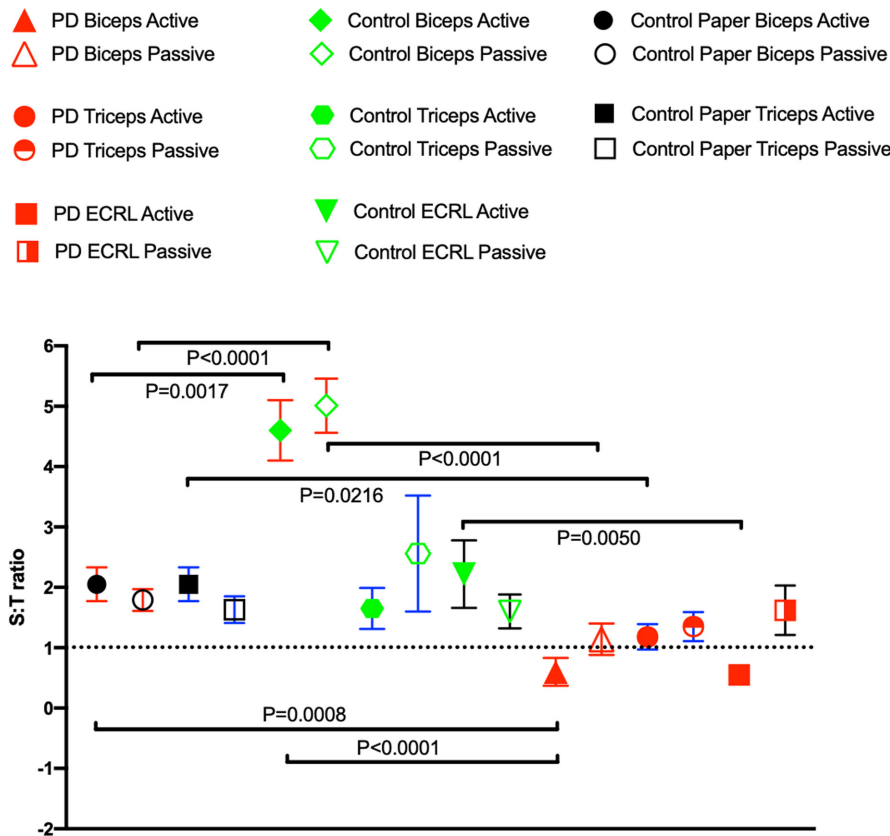 PD Biceps Active
Control Biceps Active
Control Paper Biceps Active
PD Biceps Passive
Control Biceps Passive
Control Paper Biceps Passive
PD Triceps Active
Control Triceps Active
Control Paper Triceps Active
PD Triceps Passive
Control Triceps Passive
Control Paper Triceps Passive
PD ECRL Active
Control ECRL Active
PD ECRL Passive
Control ECRL Passive
6
P<0.0001
P=0.0017
5
P<0.0001
4
P=0.0216
3
P=0.0050
2
S:T ratio
1
0
P=0.0008
P<0.0001
-1
-2